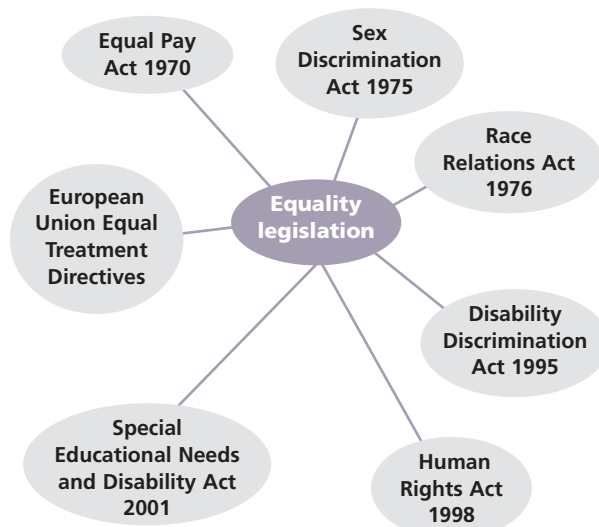 Equal Pay
Act 1970
Sex
Discrimination
Act 1975
Race
Relations Act
1976
European
Union Equal
Treatment
Directives
Equality
legislation
Disability
Discrimination
Act 1995
Special
Educational Needs
and Disability Act
2001
Human
Rights Act
1998